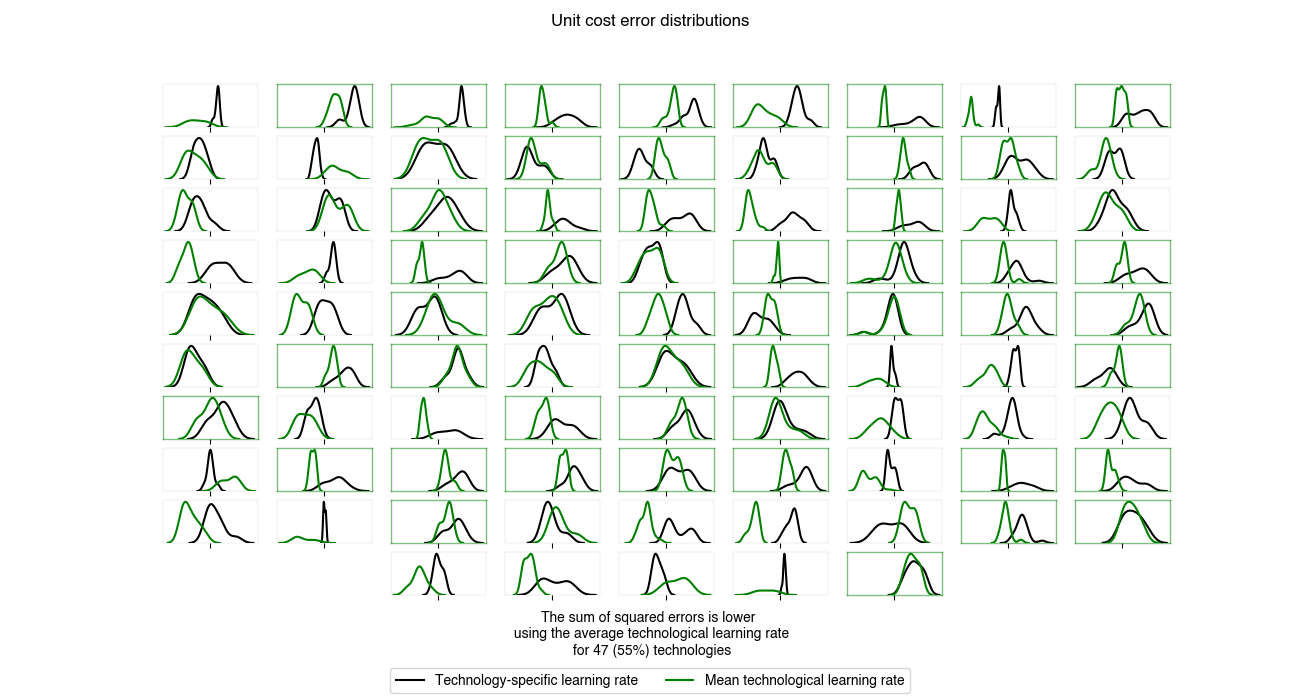 Unit cost error distributions
The sum of squared errors is lower
using the average technological learning rate
for 47 (55%) technologies
Technology-specific learning rate
Mean technological learning rate